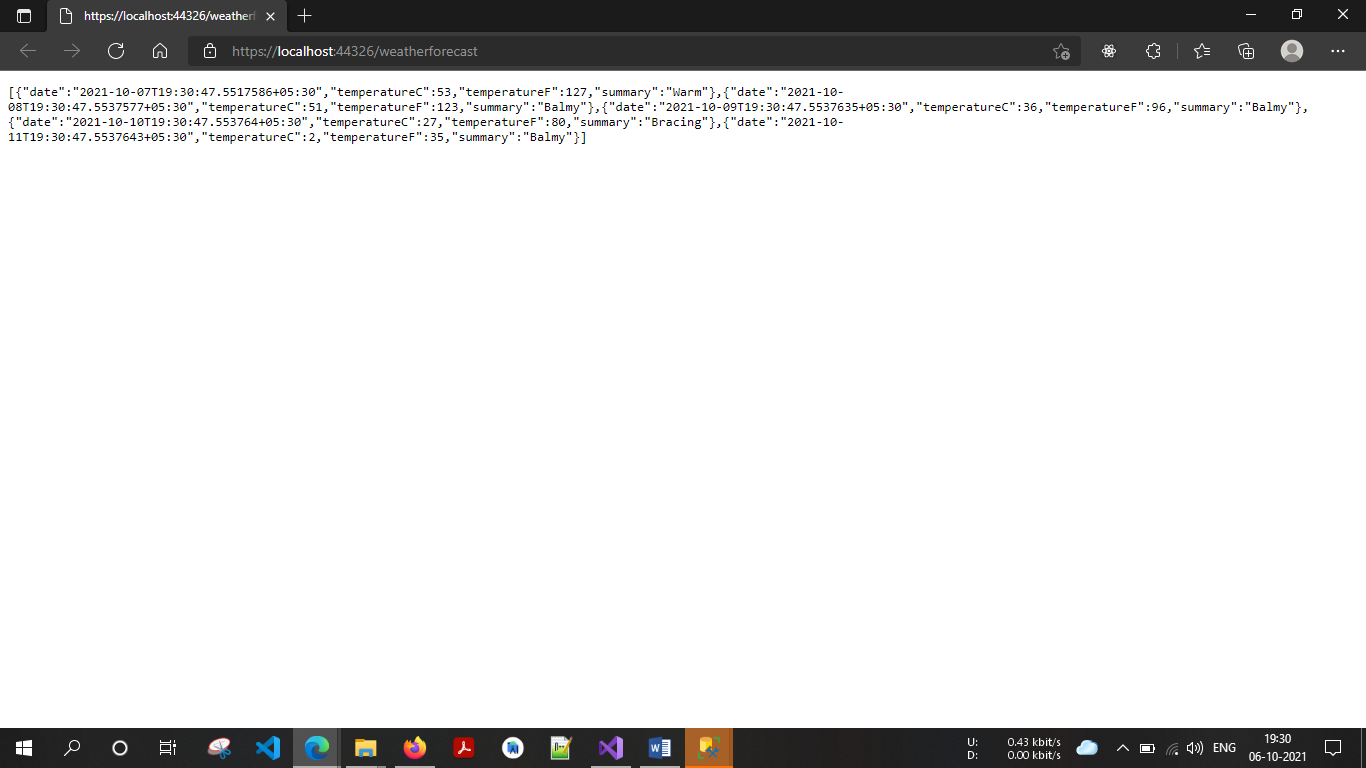 https://localhost:44326/weatherf
https://localhost:44326/weatherforecast
[{"date":"2021-10-07T19:30:47.5517586+05:30","temperatureC":53,"temperatureF":127,"summary":"Warm"},{"date":"2021-10-
08T19:30:47.5537577+05:30","temperatureC":51,"temperatureF":123,"summary":"Balmy"},{"date":"2021-10-09T19:30:47.5537635+05:30","temperatureC":36,"temperatureF":96,"summary":"Balmy"},
{"date":"2021-10-10T19:30:47.553764+05:30","temperatureC":27,"temperatureF":80,"summary":"Bracing"},{"date":"2021-10-
11T19:30:47.5537643+05:30","temperatureC":2,"temperatureF":35,"summary":"Balmy"}]
U: 0.43 kbit/s
D: 0.00 kbit/s
ENG
19:30
06-10-2021